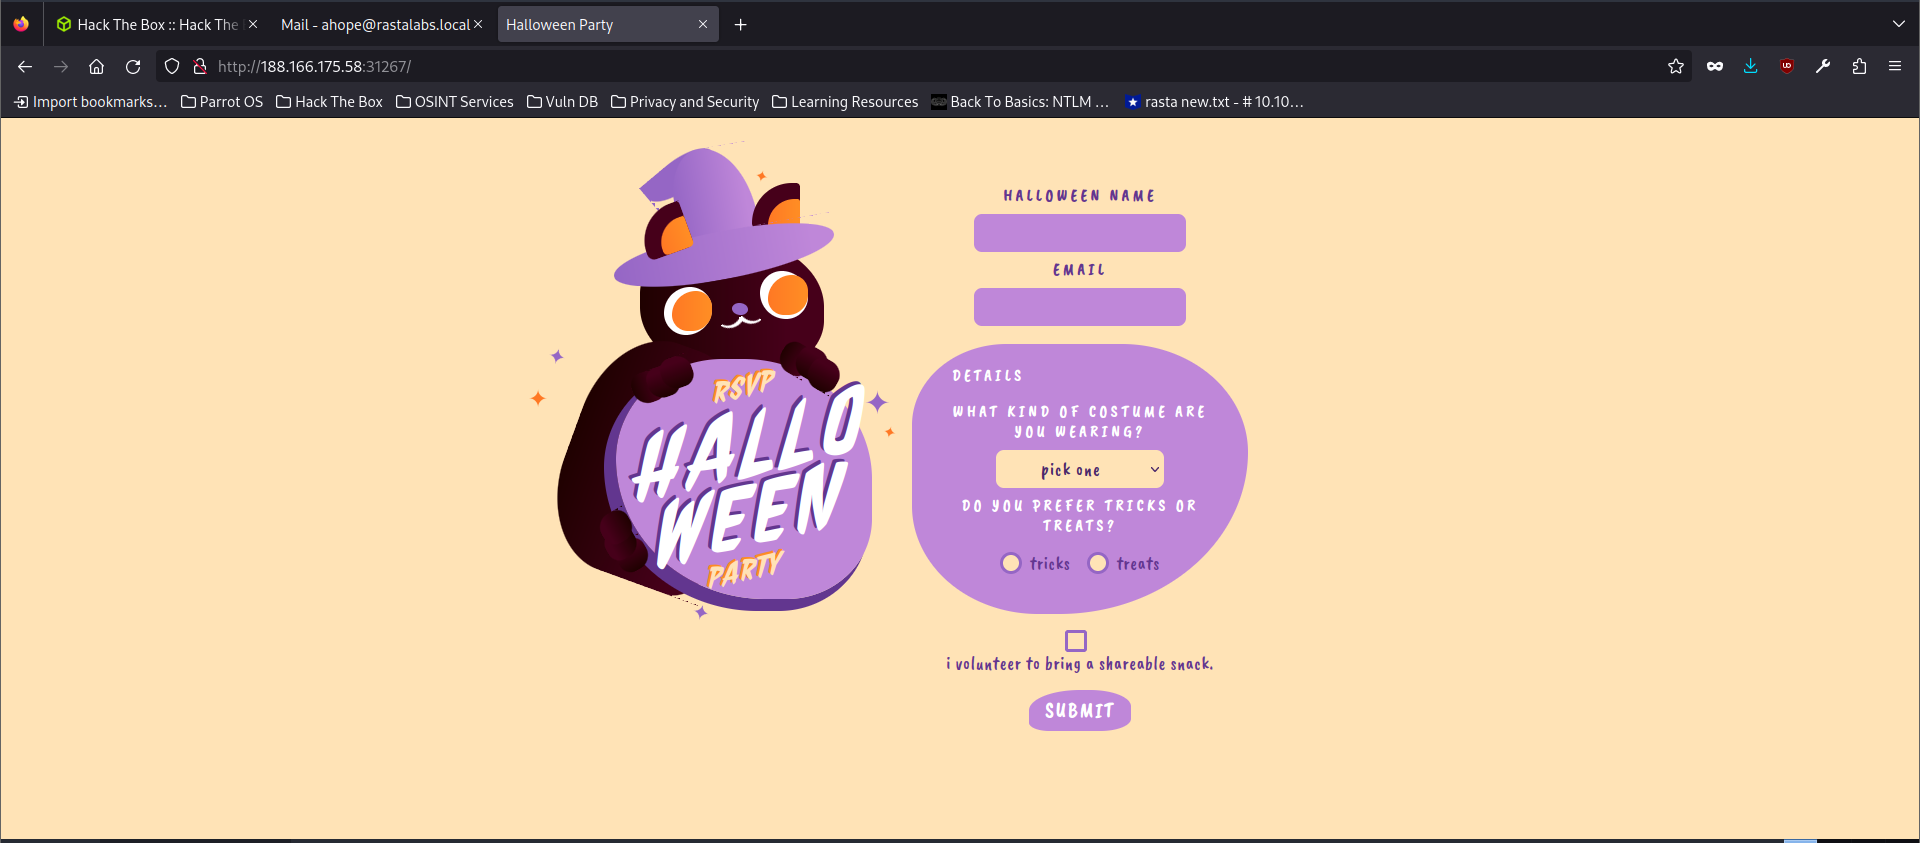 Hack The Box :: Hack The
Mail - ahope@rastalabs.local
Halloween Party
http://188.166.175.58:31267/
Import bookmarks...
Parrot OS
Hack The Box
OSINT Services
Vuln DB
Privacy and Security
Learning Resources
Back To Basics: NTLM ...
rasta new.txt - # 10.10...
RSVP
HALLO
WEEN
PARTY
HALLOWEEN NAME
EMAIL
DETAILS
WHAT KIND OF COSTUME ARE
YOU WEARING?
pick one
DO YOU PREFER TRICKS OR
TREATS?
tricks
treats
i volunteer to bring a shareable snack.
SUBMIT